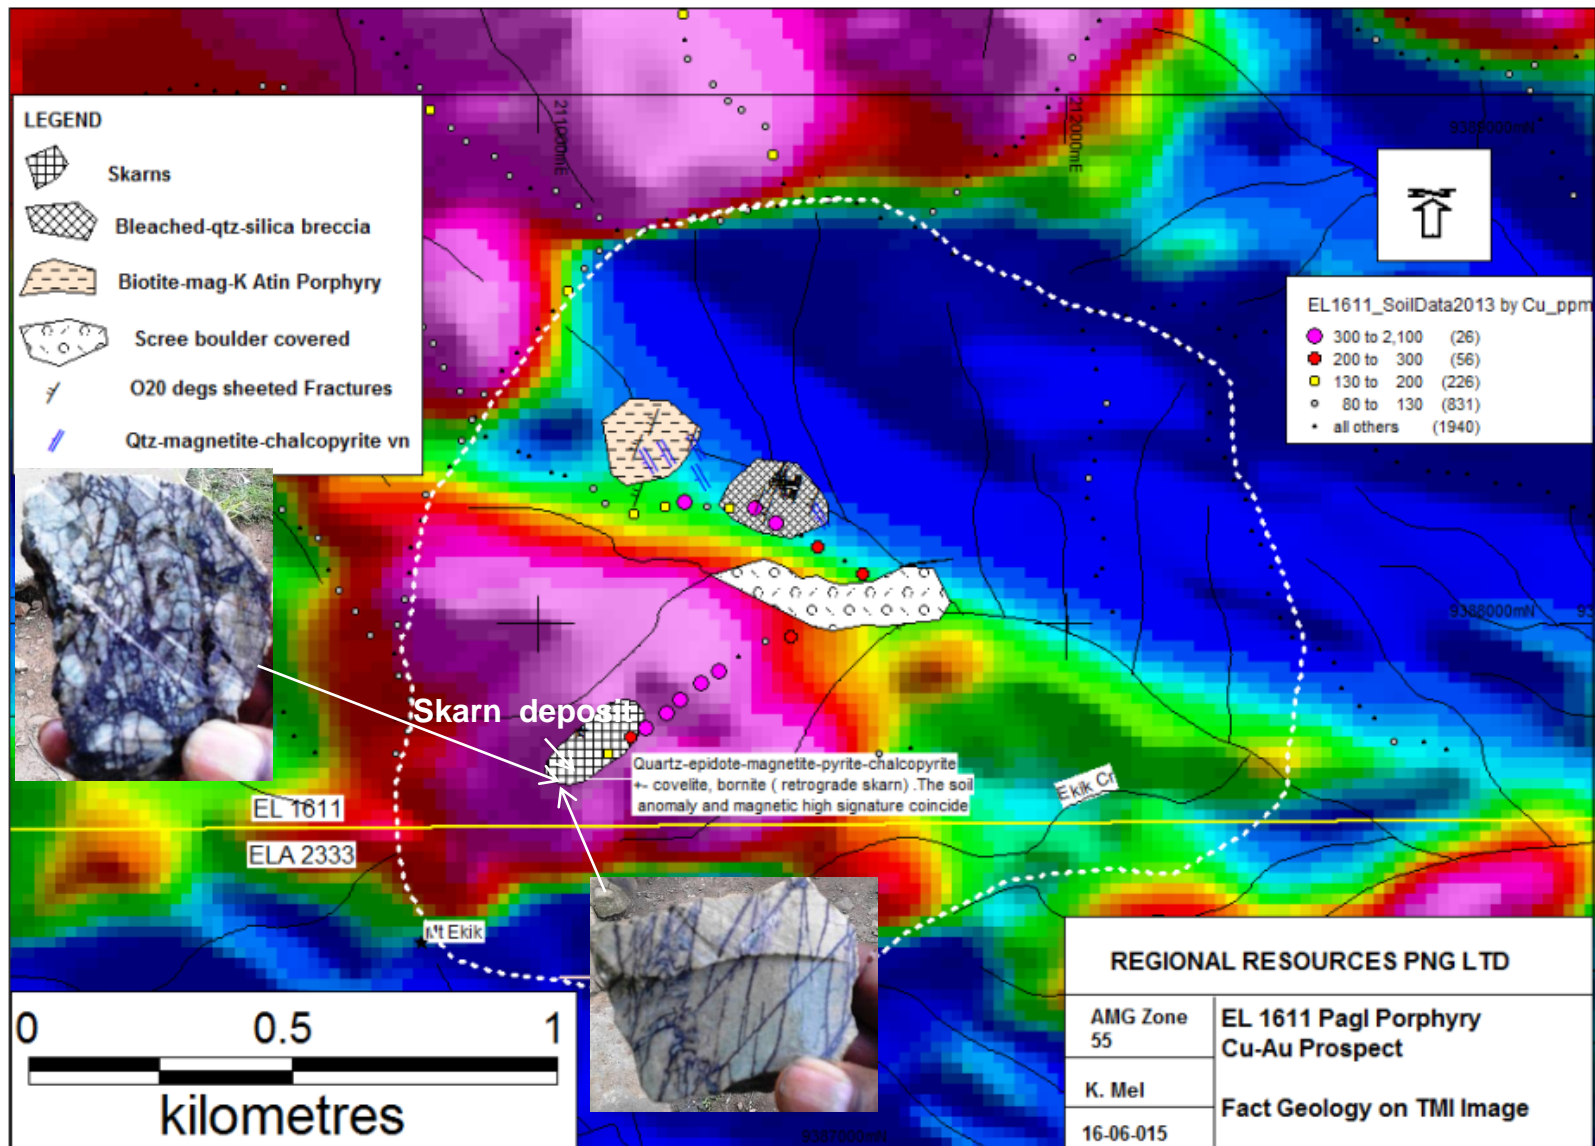 LEGEND
Skarns
Bleached-qtz-silica breccia
Biotite-mag-K Atin Porphyry
Scree boulder covered
O20 degs sheeted Fractures
Qtz-magnetite-chalcopyrite vn
211000mE
212000mE
9389000mN
EL1611_SoilData2013 by Cu_ppm
300 to 2,100 (26)
200 to 300 (56)
130 to 200 (226)
80 to 130 (831)
all others (1940)
9388000mN
Skarn deposit
Quartz-epidote-magnetite-pyrite-chalcopyrite
+- covelite, bornite ( retrograde skarn) .The soil
anomaly and magnetic high signature coincide
Ekik Cr
EL 1611
ELA 2333
Mt Ekik
0 0.5 1
kilometres
REGIONAL RESOURCES PNG LTD
AMG Zone
55
EL 1611 Pagl Porphyry
Cu-Au Prospect
K. Mel
Fact Geology on TMI Image
16-06-015
9387000mN